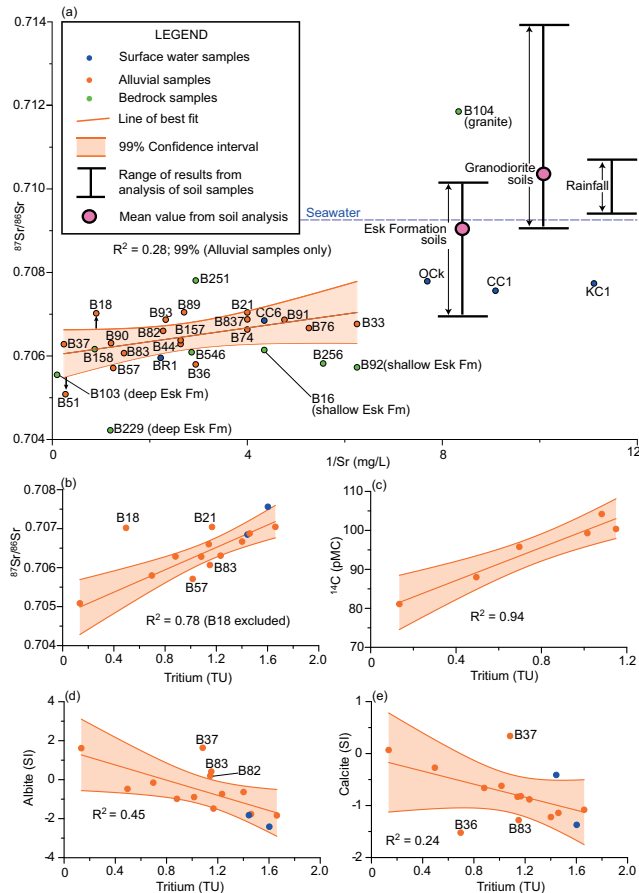 (a)
LEGEND
Surface water samples
Alluvial samples
Bedrock samples
Line of best fit
99% Confidence interval
Range of results from
analysis of soil samples
Mean value from soil analysis
R² = 0.28; 99% (Alluvial samples only)
0.714
0.712
0.710
0.708
0.706
0.704
⁸⁷Sr/⁸⁶Sr
B104
(granite)
Granodiorite
soils
Rainfall
Seawater
Esk Formation
soils
OCk
CC1
KC1
B251
B18
B93
B89
B21
CC6
B91
B33
B37
B90
B82
B157
B837
B76
B74
B158
B83
B44
B546
B256
B92(shallow Esk Fm)
B57
BR1
B36
B16
(shallow Esk Fm)
B103 (deep Esk Fm)
B51
B229 (deep Esk Fm)
0
2
4
6
8
10
12
1/Sr (mg/L)
(b)
0.708
0.707
0.706
0.705
0.704
⁸⁷Sr/⁸⁶Sr
B18
B21
B83
B57
R² = 0.78 (B18 excluded)
0
0.4
0.8
1.2
1.6
2.0
Tritium (TU)
(c)
110
100
90
80
70
¹⁴C (pMC)
R² = 0.94
0
0.4
0.8
1.2
Tritium (TU)
(d)
4
2
0
-2
-4
Albite (SI)
B37
B83
B82
R² = 0.45
0
0.4
0.8
1.2
1.6
2.0
Tritium (TU)
(e)
1
0
-1
-2
Calcite (SI)
B37
B36
B83
R² = 0.24
0
0.4
0.8
1.2
1.6
2.0
Tritium (TU)